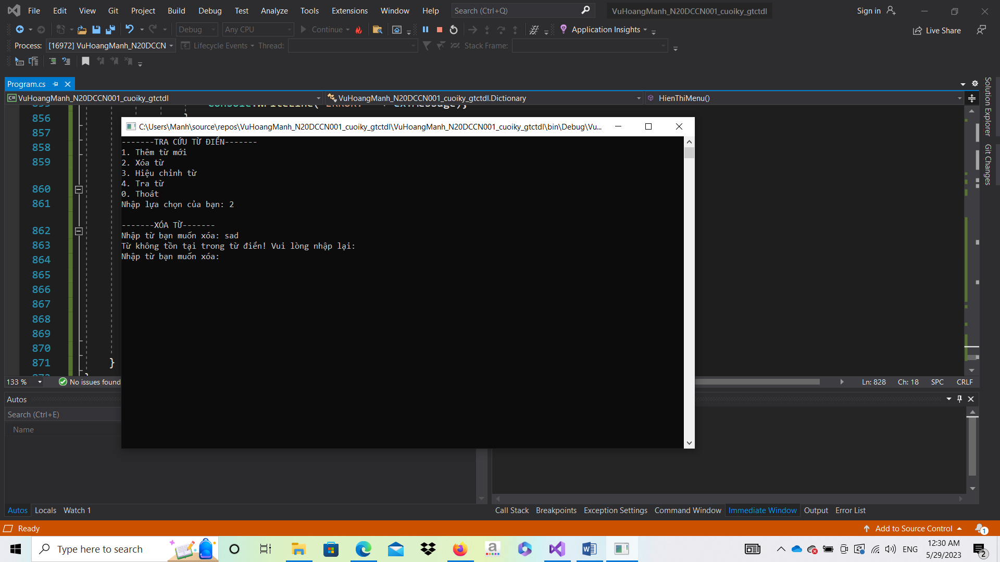 File Edit View Git Project Build Debug Test Analyze Tools Extensions Window Help Search (Ctrl+Q) VuHoangManh_N20DCCN001_cuoiky_gtctdl Sign in
Debug Any CPU Continue Application Insights Live Share
Process: [16972] VuHoangManh_N20DCCN Lifecycle Events Thread: Stack Frame:
Program.cs
VuHoangManh_N20DCCN001_cuoiky_gtctdl VuHoangManh_N20DCCN001_cuoiky_gtctdl.Dictionary HienThiMenu()
Solution Explorer
Git Changes
856
857
858
859
860
861
862
863
864
865
866
867
868
869
870
871 }
C:\Users\Manh\source\repos\VuHoangManh_N20DCCN001_cuoiky_gtctdl\VuHoangManh_N20DCCN001_cuoiky_gtctdl\bin\Debug\Vu...
-------TRA CỨU TỪ ĐIỂN-------
1. Thêm từ mới
2. Xóa từ
3. Hiệu chỉnh từ
4. Tra từ
0. Thoát
Nhập lựa chọn của bạn: 2
-------XÓA TỪ-------
Nhập từ bạn muốn xóa: sad
Từ không tồn tại trong từ điển! Vui lòng nhập lại:
Nhập từ bạn muốn xóa:
133 % No issues found Ln: 828 Ch: 18 SPC CRLF
Autos
Search (Ctrl+E)
Name
Autos Locals Watch 1 Call Stack Breakpoints Exception Settings Command Window Immediate Window Output Error List
Ready Add to Source Control 1
Type here to search ENG 12:30 AM
5/29/2023 2